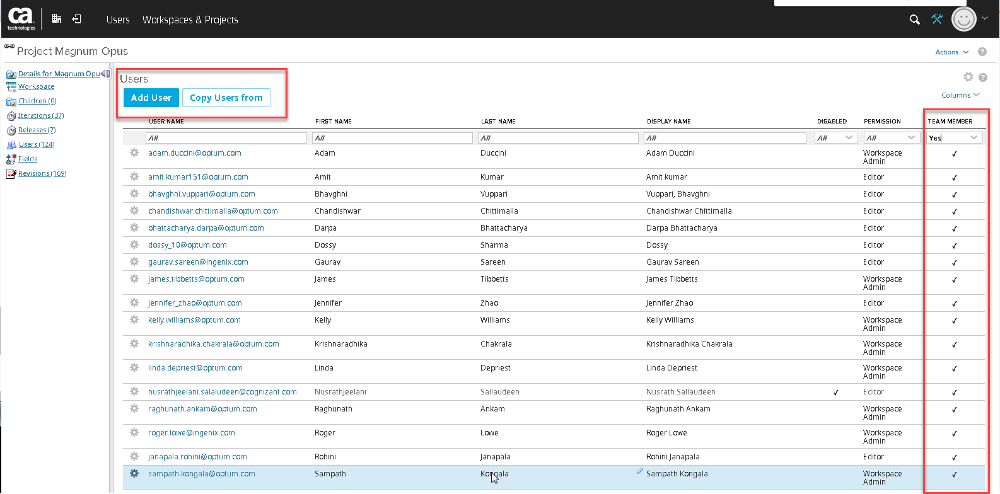 ca
technologies
Users Workspaces & Projects
Project Magnum Opus
Actions
Details for Magnum Opu
Workspace
Children (0)
Iterations (37)
Releases (7)
Users (124)
Fields
Revisions (169)
Users
Add User Copy Users from
Columns
USER NAME FIRST NAME LAST NAME DISPLAY NAME DISABLED PERMISSION TEAM MEMBER
All All All All All All Yes
adam.duccini@optum.com Adam Duccini Adam Duccini Workspace Admin ✓
amit.kumar151@optum.com Amit Kumar Amit kumar Editor ✓
bhavghni.vuppari@optum.com Bhavghni Vuppari Vuppari, Bhavghni Editor ✓
chandishwar.chittimalla@optum.com Chandishwar Chittimalla Chandishwar Chittimalla Editor ✓
bhattacharya.darpa@optum.com Darpa Bhattacharya Darpa Bhattacharya Editor ✓
dossy_10@optum.com Dossy Sharma Dossy Editor ✓
gaurav.sareen@ingenix.com Gaurav Sareen Gaurav Sareen Editor ✓
james.tibbetts@optum.com James Tibbetts James Tibbetts Workspace Admin ✓
jennifer_zhao@optum.com Jennifer Zhao Jennifer Zhao Editor ✓
kelly.williams@optum.com Kelly Williams Kelly Williams Workspace Admin ✓
krishnaradhika.chakrala@optum.com Krishnaradhika Chakrala Krishnaradhika Chakrala Workspace Admin ✓
linda.depriest@optum.com Linda Depriest Linda Depriest Workspace Admin ✓
nusrathjeelani.salaludeen@cognizant.com NusrathJeelani Sallaudeen Nusrath Sallaudeen ✓ Editor ✓
raghunath.ankam@optum.com Raghunath Ankam Raghunath Ankam Workspace Admin ✓
roger.lowe@ingenix.com Roger Lowe Roger Lowe Workspace Admin ✓
janapala.rohini@optum.com Rohini Janapala Rohini Janapala Editor ✓
sampath.kongala@optum.com Sampath Kongala Sampath Kongala Workspace Admin ✓